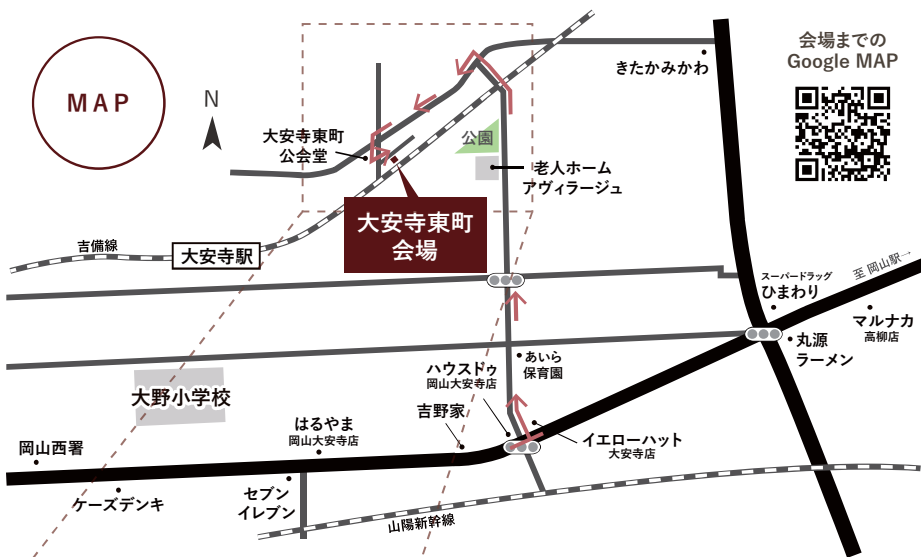 MAP
N
会場までの
Google MAP
きたかみかわ
大安寺東町
公会堂
公園
老人ホーム
アヴィラージュ
大安寺東町
会場
吉備線
大安寺駅
至 岡山駅→
スーパードラッグ
ひまわり
マルナカ
高柳店
丸源
ラーメン
あいら
保育園
ハウスドゥ
岡山大安寺店
大野小学校
吉野家
はるやま
岡山大安寺店
イエローハット
大安寺店
岡山西署
ケーズデンキ
セブン
イレブン
山陽新幹線